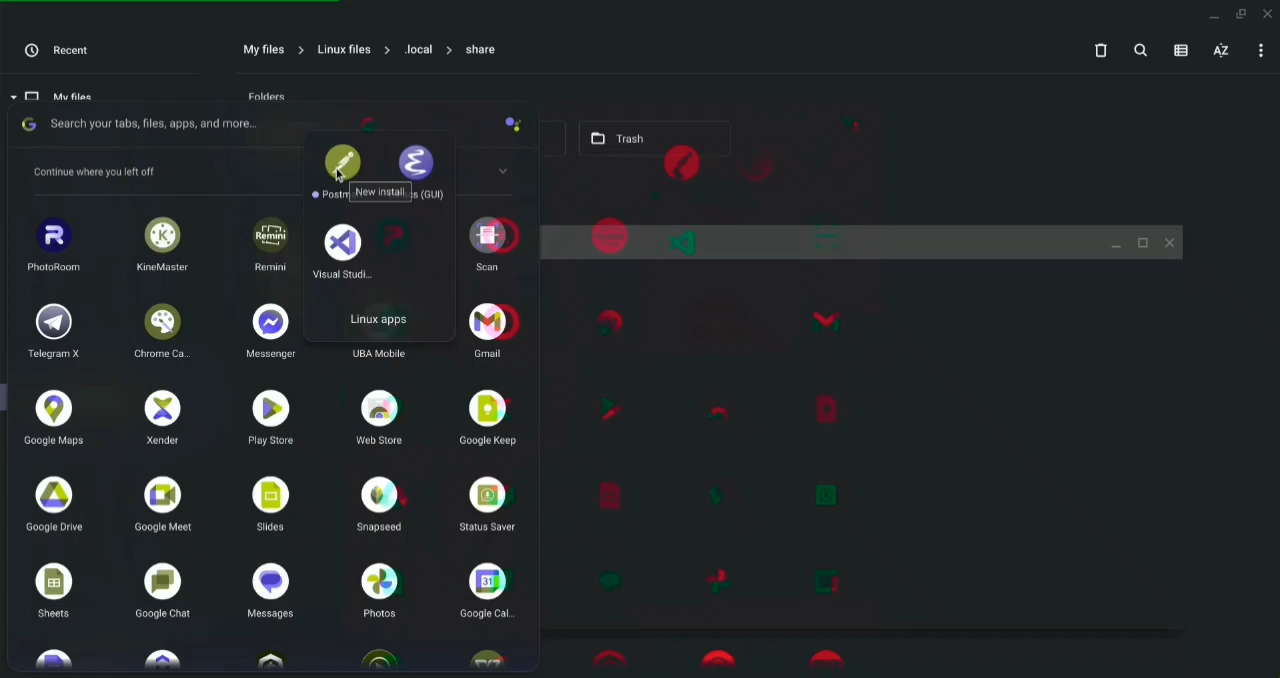 Recent
My files > Linux files > .local > share
My files
Folders
Search your tabs, files, apps, and more...
Trash
Continue where you left off
New install
(GUI)
Visual Studi...
Linux apps
PhotoRoom
KineMaster
Remini
Remini
Scan
Telegram X
Chrome Ca...
Messenger
UBA Mobile
Gmail
Google Maps
Xender
Play Store
Web Store
Google Keep
Google Drive
Google Meet
Slides
Snapseed
Status Saver
Sheets
Google Chat
Messages
Photos
31
Google Cal...